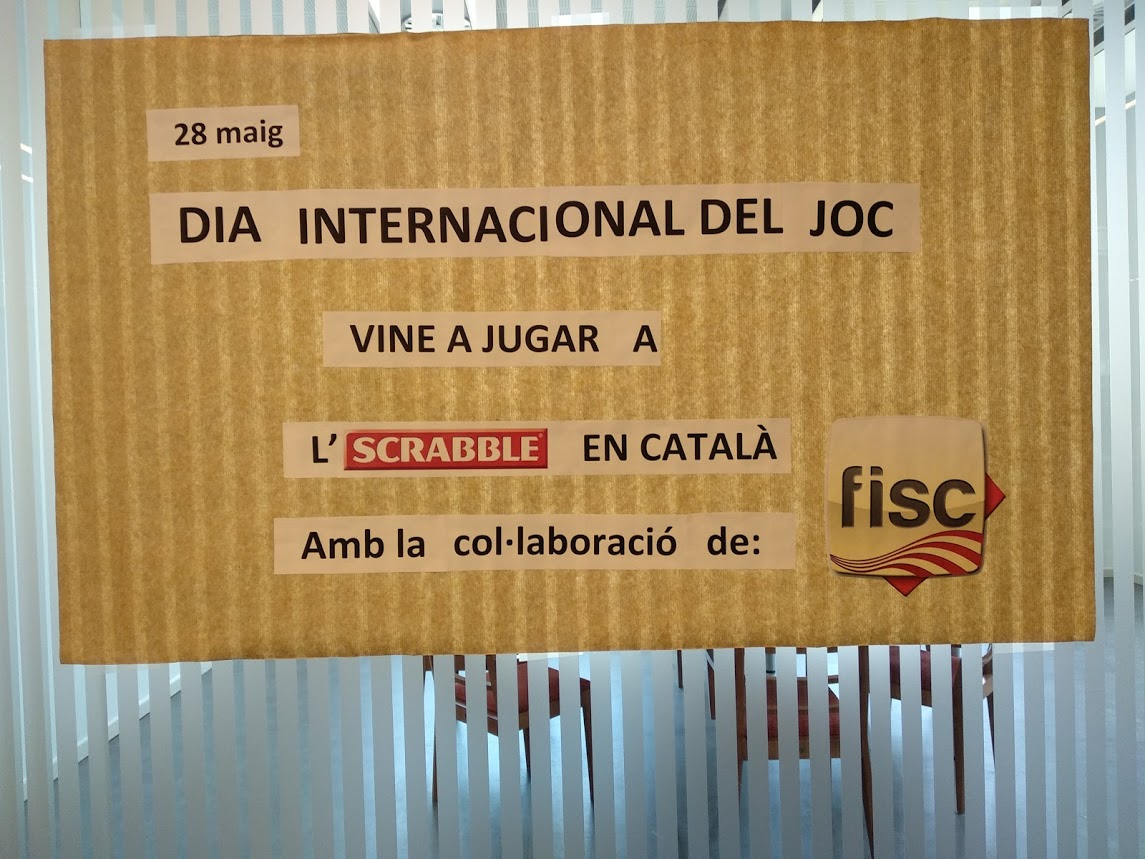 28 maig
DIA INTERNACIONAL DEL JOC
VINE A JUGAR A
L’ SCRABBLE® EN CATALÀ
Amb la col·laboració de:
fisc